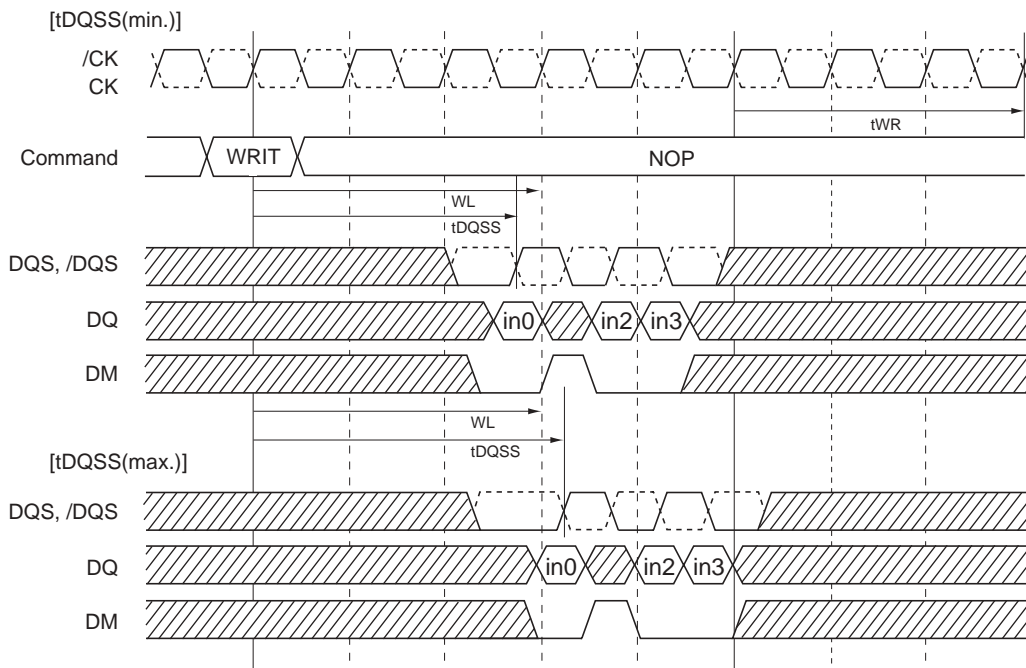 [tDQSS(min.)]
/CK
CK
tWR
Command WRIT NOP
WL
tDQSS
DQS, /DQS
DQ in0 in2 in3
DM
WL
tDQSS
[tDQSS(max.)]
DQS, /DQS
DQ in0 in2 in3
DM